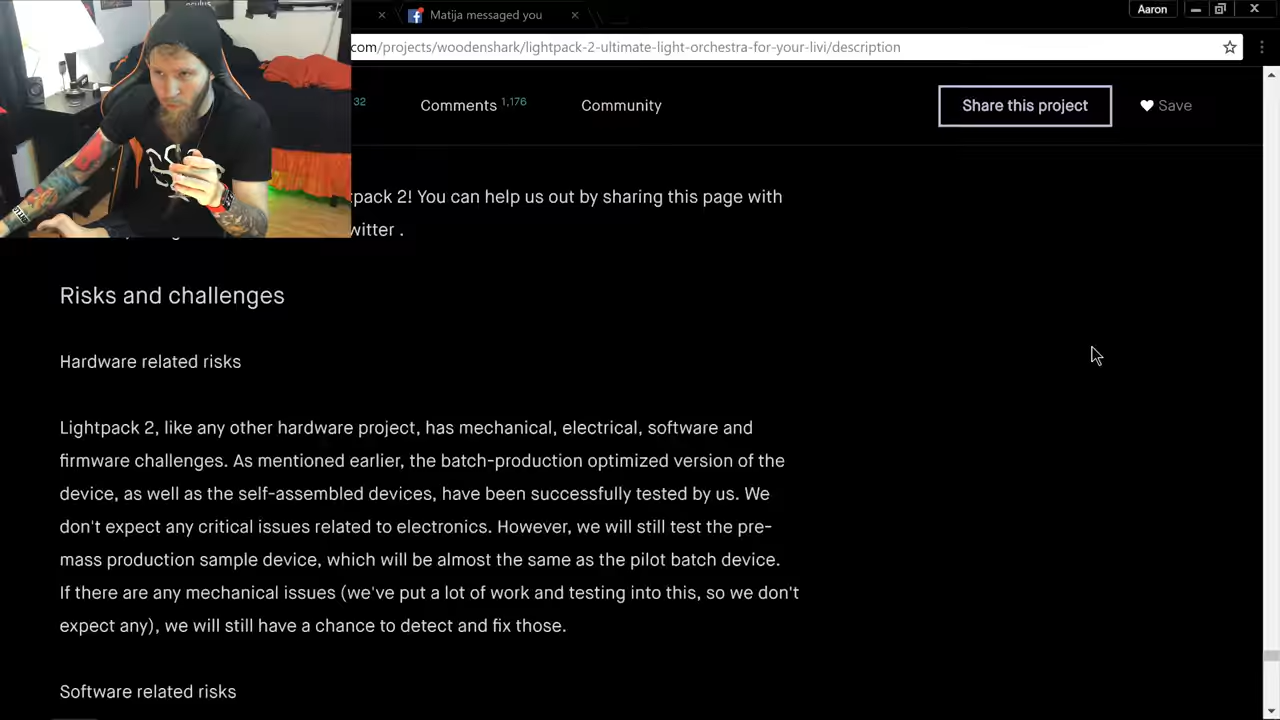 oculus
Matija messaged you
Aaron
com/projects/woodenshark/lightpack-2-ultimate-light-orchestra-for-your-livi/description
32
Comments 1,176
Community
Share this project
Save
pack 2! You can help us out by sharing this page with
witter .
Risks and challenges
Hardware related risks
Lightpack 2, like any other hardware project, has mechanical, electrical, software and
firmware challenges. As mentioned earlier, the batch-production optimized version of the
device, as well as the self-assembled devices, have been successfully tested by us. We
don't expect any critical issues related to electronics. However, we will still test the pre-
mass production sample device, which will be almost the same as the pilot batch device.
If there are any mechanical issues (we've put a lot of work and testing into this, so we don't
expect any), we will still have a chance to detect and fix those.
Software related risks